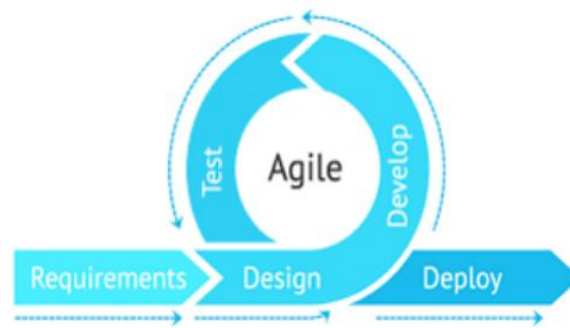 Test
Agile
Develop
Requirements
Design
Deploy